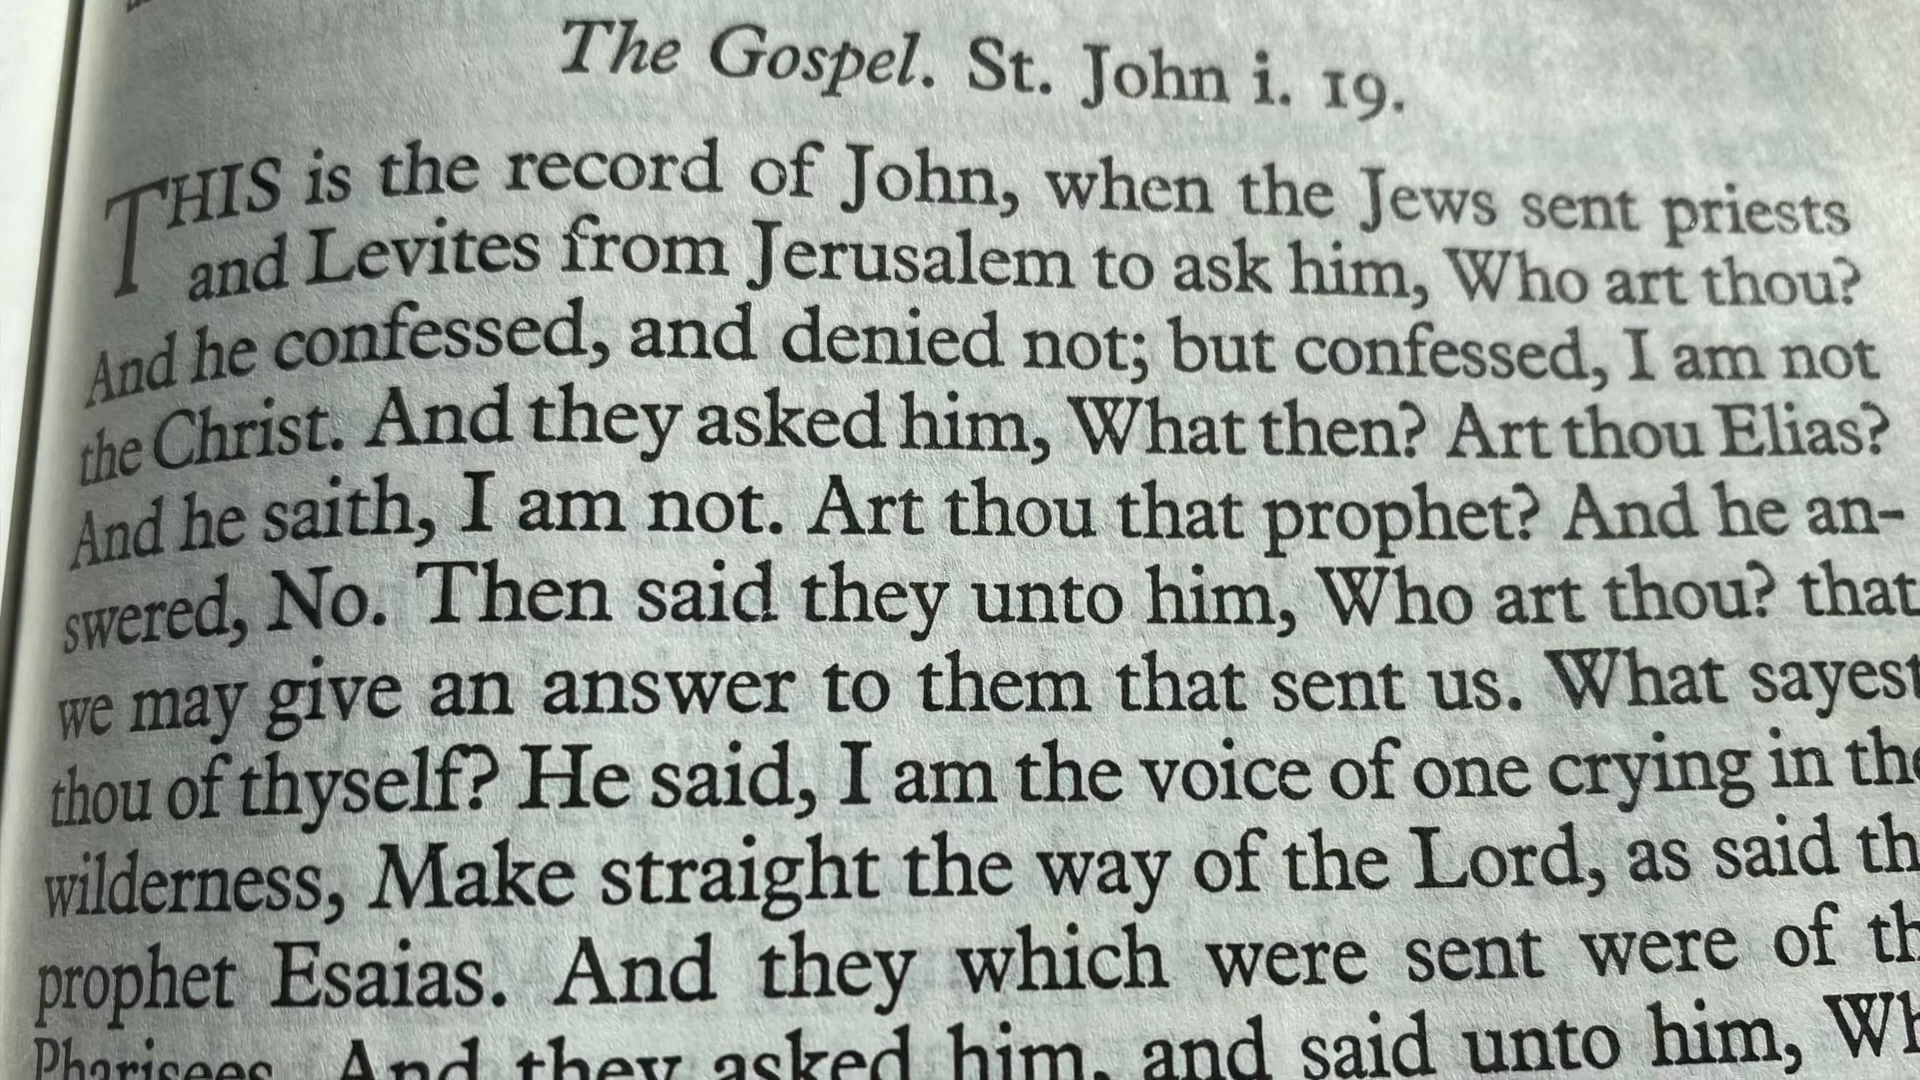 The Gospel. St. John i. 19.
THIS is the record of John, when the Jews sent priests
and Levites from Jerusalem to ask him, Who art thou?
And he confessed, and denied not; but confessed, I am not
the Christ. And they asked him, What then? Art thou Elias?
And he saith, I am not. Art thou that prophet? And he an-
swered, No. Then said they unto him, Who art thou? that
we may give an answer to them that sent us. What sayest
thou of thyself? He said, I am the voice of one crying in the
wilderness, Make straight the way of the Lord, as said th
prophet Esaias. And they which were sent were of th
Pharisees. And they asked him, and said unto him, Wh